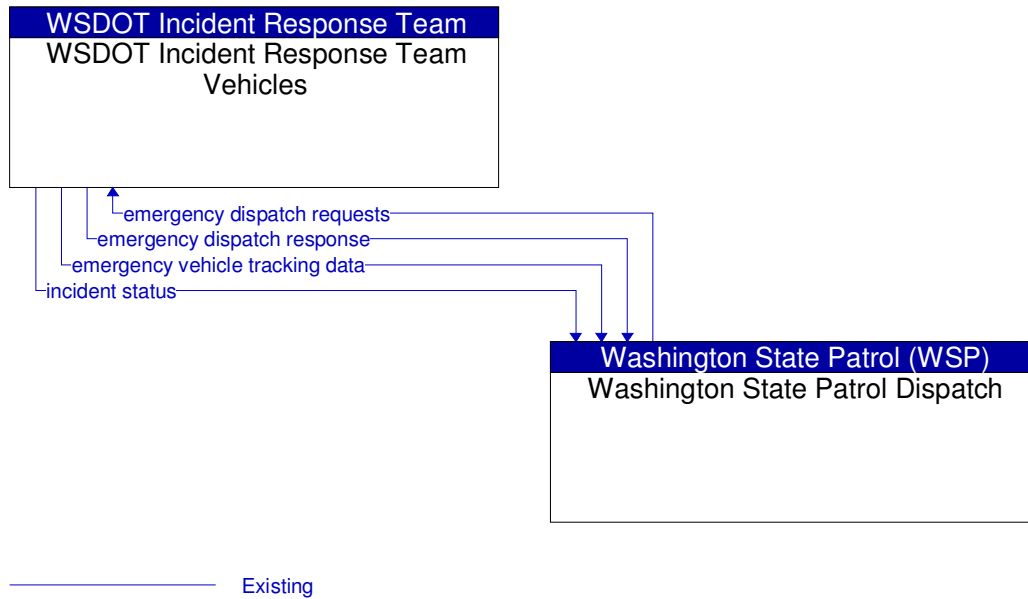 WSDOT Incident Response Team
WSDOT Incident Response Team
Vehicles
emergency dispatch requests
emergency dispatch response
emergency vehicle tracking data
incident status
Washington State Patrol (WSP)
Washington State Patrol Dispatch
Existing